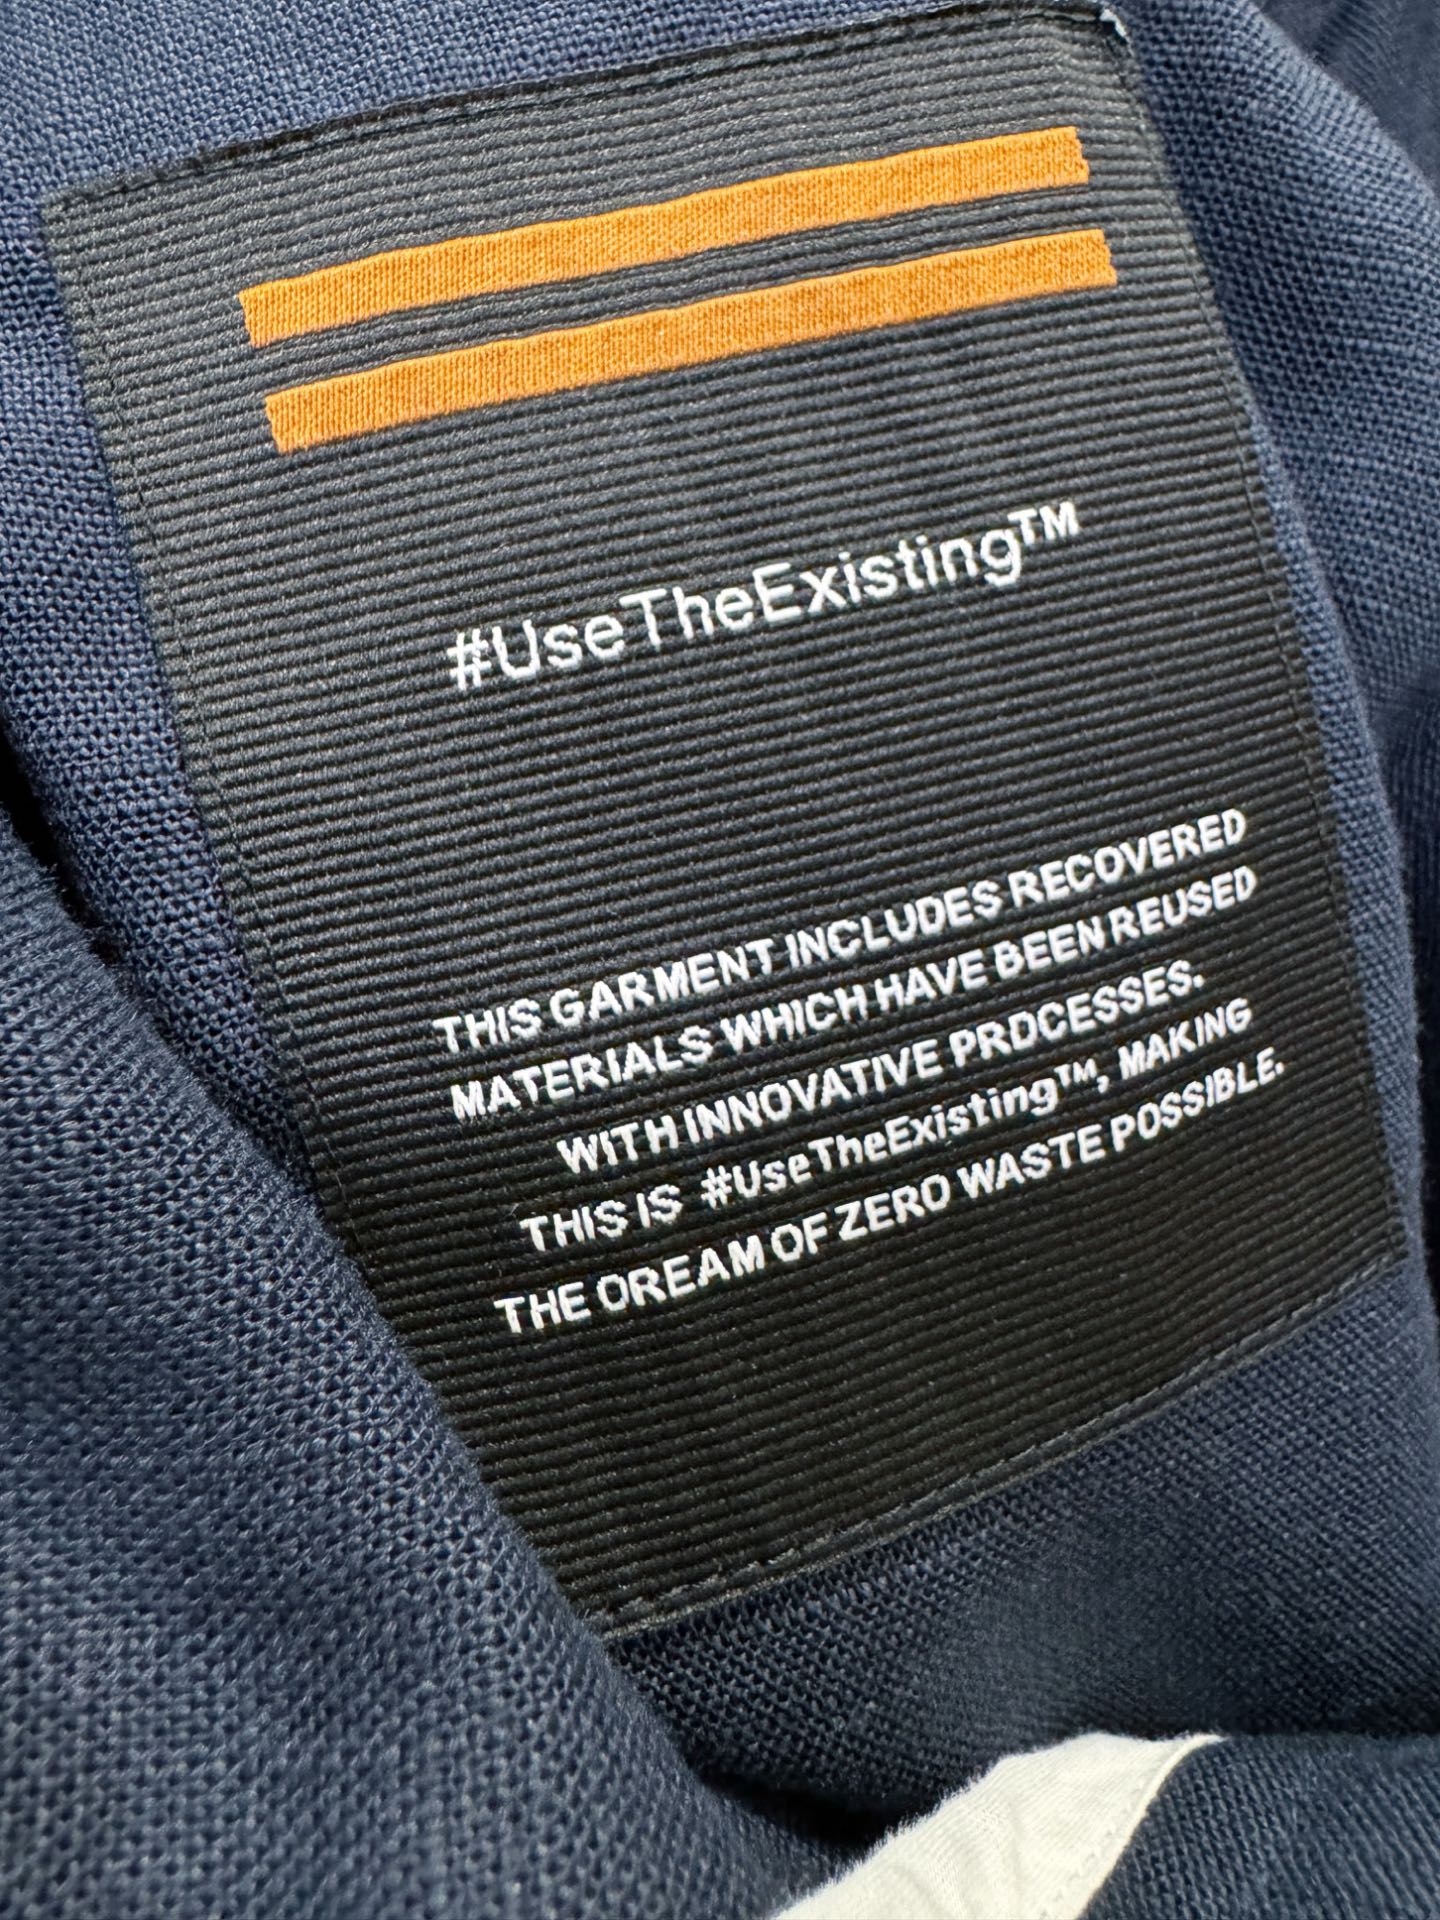 #UseTheExisting™
THIS GARMENT INCLUDES RECOVERED
MATERIALS WHICH HAVE BEEN REUSED
WITH INNOVATIVE PROCESSES.
THIS IS #UseTheExisting™, MAKING
THE DREAM OF ZERO WASTE POSSIBLE.